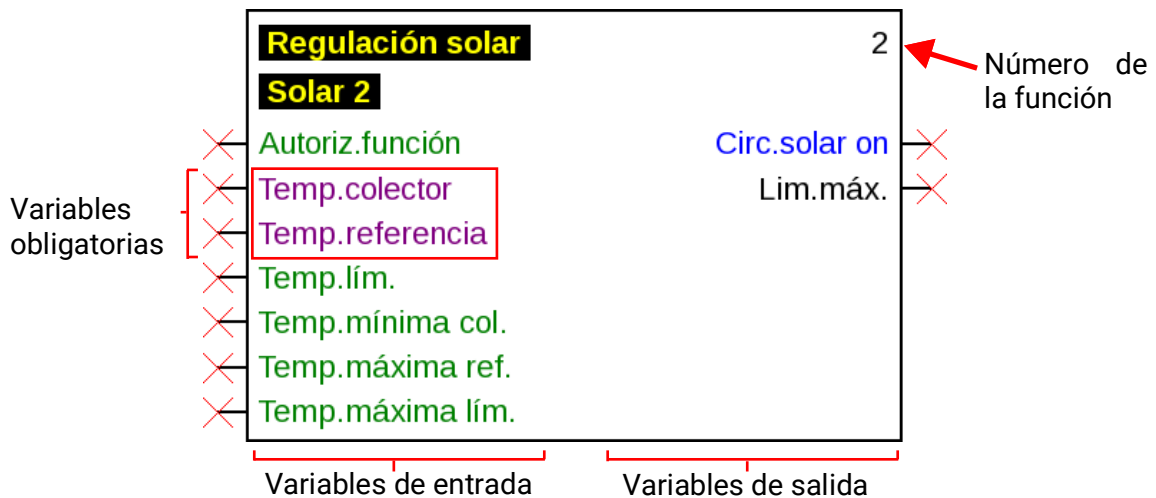 Regulación solar
2
Solar 2
Número de
la función
Autoriz.función
Circ.solar on
Temp.colector
Lim.máx.
Variables
obligatorias
Temp.referencia
Temp.lím.
Temp.mínima col.
Temp.máxima ref.
Temp.máxima lím.
Variables de entrada
Variables de salida